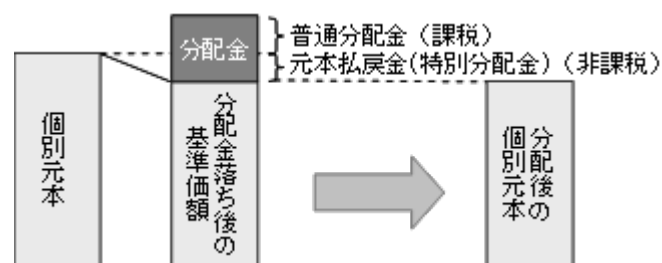 分配金
普通分配金（課税）
元本払戻金(特別分配金)（非課税）
個別元本
分配金落ち後の
基準価額
分配後の
個別元本